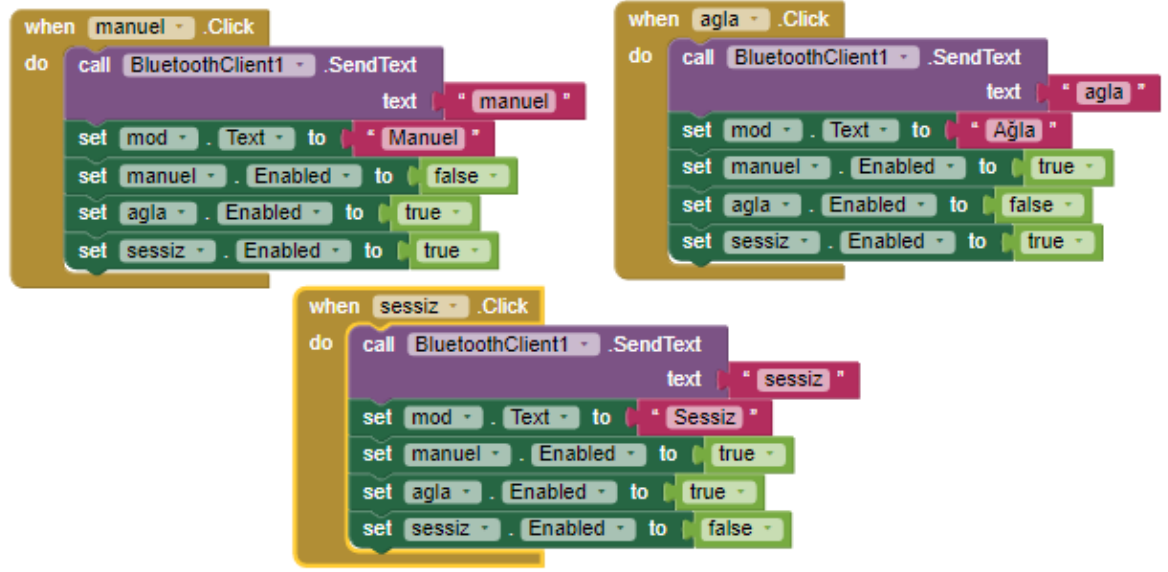 when manuel .Click
do call BluetoothClient1 .SendText
text " manuel "
set mod . Text to " Manuel "
set manuel . Enabled to false
set agla . Enabled to true
set sessiz . Enabled to true
when agla .Click
do call BluetoothClient1 .SendText
text " agla "
set mod . Text to " Ağla "
set manuel . Enabled to true
set agla . Enabled to false
set sessiz . Enabled to true
when sessiz .Click
do call BluetoothClient1 .SendText
text " sessiz "
set mod . Text to " Sessiz "
set manuel . Enabled to true
set agla . Enabled to true
set sessiz . Enabled to false